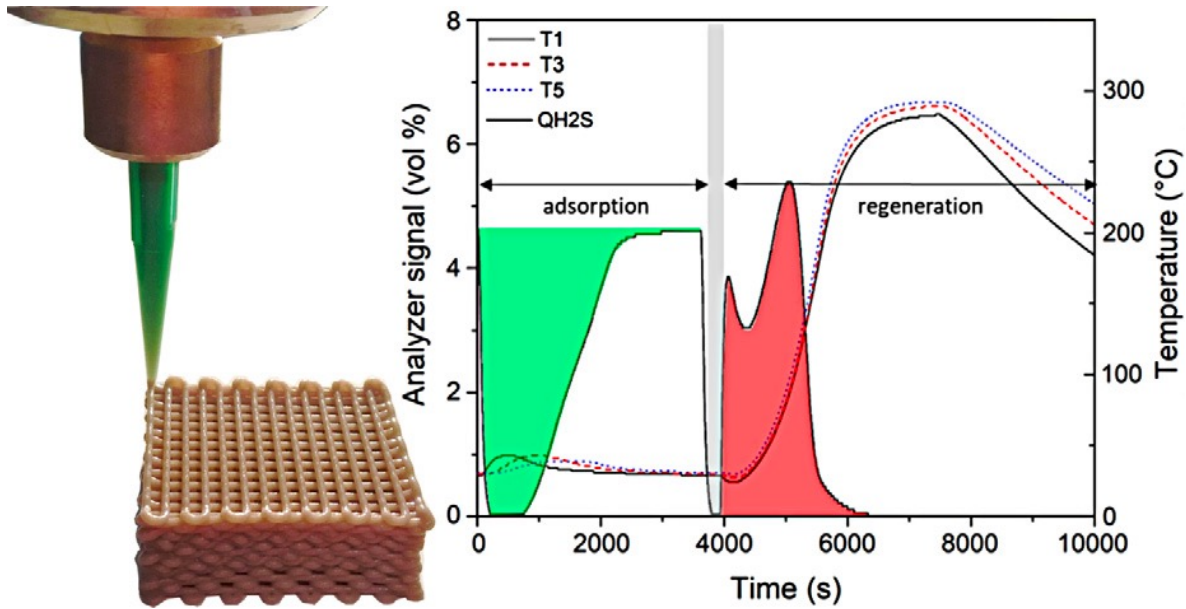 8
6
4
2
0
Analyzer signal (vol %)
T1
T3
T5
QH2S
adsorption
regeneration
300
200
100
0
Temperature (°C)
0
2000
4000
6000
8000
10000
Time (s)